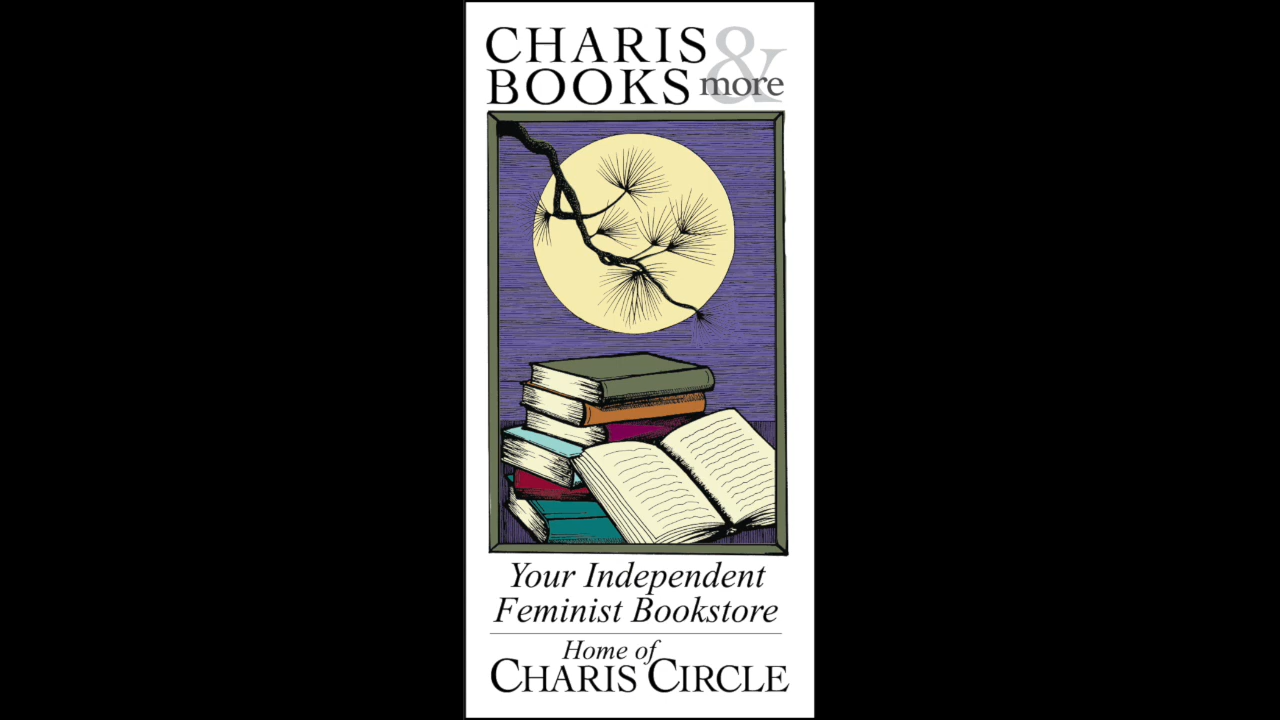 CHARIS &
BOOKS more
Your Independent
Feminist Bookstore
Home of
CHARIS CIRCLE